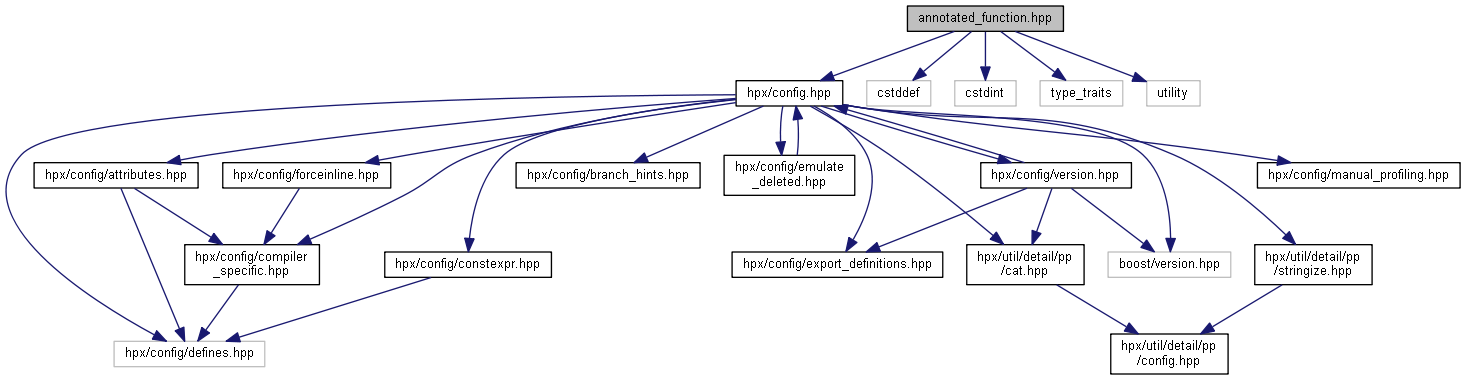 annotated_function.hpp
hpx/config.hpp
cstddef
cstdint
type_traits
utility
hpx/config/attributes.hpp
hpx/config/forceinline.hpp
hpx/config/branch_hints.hpp
hpx/config/emulate
_deleted.hpp
hpx/config/version.hpp
hpx/config/manual_profiling.hpp
hpx/config/compiler
_specific.hpp
hpx/config/constexpr.hpp
hpx/config/export_definitions.hpp
hpx/util/detail/pp
/cat.hpp
boost/version.hpp
hpx/util/detail/pp
/stringize.hpp
hpx/config/defines.hpp
hpx/util/detail/pp
/config.hpp